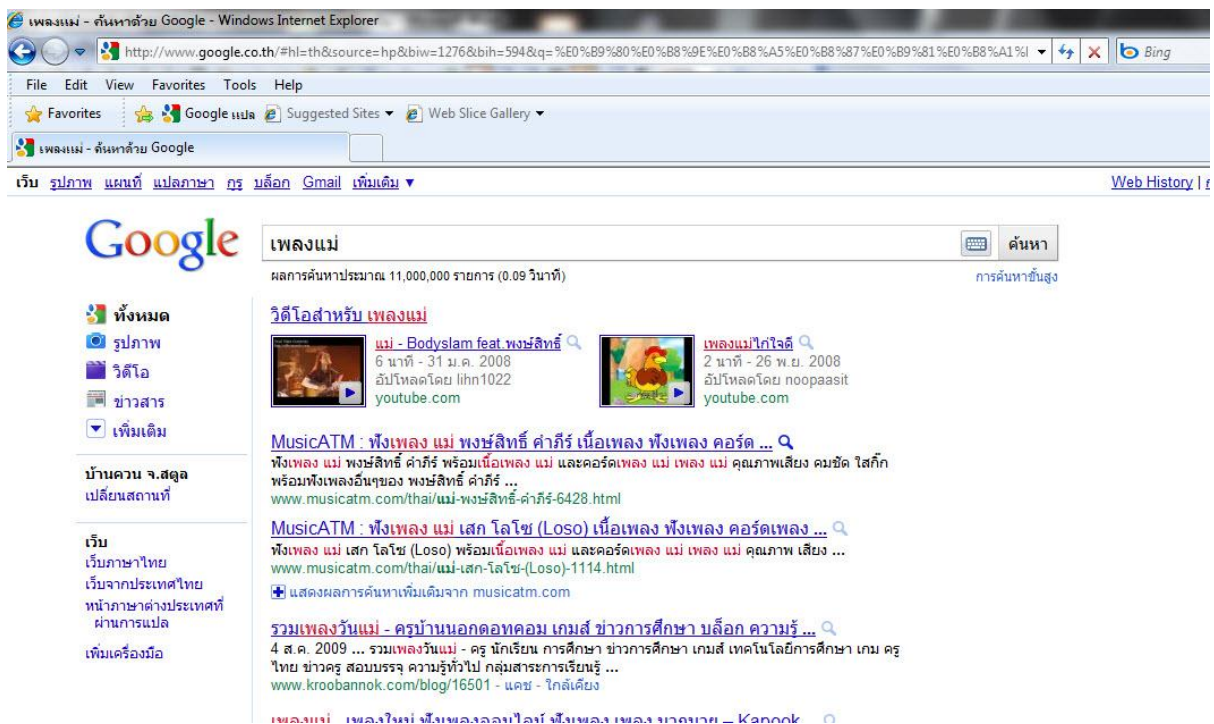 เพลงแม่ - ค้นหาด้วย Google - Windows Internet Explorer
http://www.google.co.th/#hl=th&source=hp&biw=1276&bih=594&q=%E0%B9%80%E0%B8%9E%E0%B8%A5%E0%B8%87%E0%B9%81%E0%B8%A1%I
Bing
File Edit View Favorites Tools Help
Favorites Google แปล Suggested Sites Web Slice Gallery
เพลงแม่ - ค้นหาด้วย Google
เว็บ รูปภาพ แผนที่ แปลภาษา กูรู บล็อก Gmail เพิ่มเติม ▼ Web History |
Google
เพลงแม่ ค้นหา
ผลการค้นหาประมาณ 11,000,000 รายการ (0.09 วินาที) การค้นหาขั้นสูง
ทั้งหมด
รูปภาพ
วิดีโอ
ข่าวสาร
เพิ่มเติม
บ้านควน จ.สตูล
เปลี่ยนสถานที่
เว็บ
เว็บภาษาไทย
เว็บจากประเทศไทย
หน้าภาษาต่างประเทศที่
ผ่านการแปล
เพิ่มเครื่องมือ
วิดีโอสำหรับ เพลงแม่
แม่ - Bodyslam feat.พงษ์สิทธิ์
6 นาที - 31 ม.ค. 2008
อัปโหลดโดย lihn1022
youtube.com
เพลงแม่ไก่ใจดี
2 นาที - 26 พ.ย. 2008
อัปโหลดโดย noopaasit
youtube.com
MusicATM : ฟังเพลง แม่ พงษ์สิทธิ์ คำภีร์ เนื้อเพลง ฟังเพลง คอร์ด ...
ฟังเพลง แม่ พงษ์สิทธิ์ คำภีร์ พร้อมเนื้อเพลง แม่ และคอร์ดเพลง แม่ เพลง แม่ คุณภาพเสียง คมชัด ใสกิ๊ก
พร้อมฟังเพลงอื่นๆของ พงษ์สิทธิ์ คำภีร์ ...
www.musicatm.com/thai/แม่-พงษ์สิทธิ์-คำภีร์-6428.html
MusicATM : ฟังเพลง แม่ เสก โลโซ (Loso) เนื้อเพลง ฟังเพลง คอร์ดเพลง ...
ฟังเพลง แม่ เสก โลโซ (Loso) พร้อมเนื้อเพลง แม่ และคอร์ดเพลง แม่ เพลง แม่ คุณภาพ เสียง ...
www.musicatm.com/thai/แม่-เสก-โลโซ-(Loso)-1114.html
แสดงผลการค้นหาเพิ่มเติมจาก musicatm.com
รวมเพลงวันแม่ - ครูบ้านนอกดอทคอม เกมส์ ข่าวการศึกษา บล็อก ความรู้ ...
4 ส.ค. 2009 ... รวมเพลงวันแม่ - ครู นักเรียน การศึกษา ข่าวการศึกษา เกมส์ เทคโนโลยีการศึกษา เกม ครู
ไทย ข่าวครู สอบบรรจุ ความรู้ทั่วไป กลุ่มสาระการเรียนรู้ ...
www.kroobannok.com/blog/16501 - แคช - ใกล้เคียง
เพลงแม่ เพลงใหม่ ฟังเพลงออนไลน์ ฟังเพลง เพลง มากมาย – Kapook ...